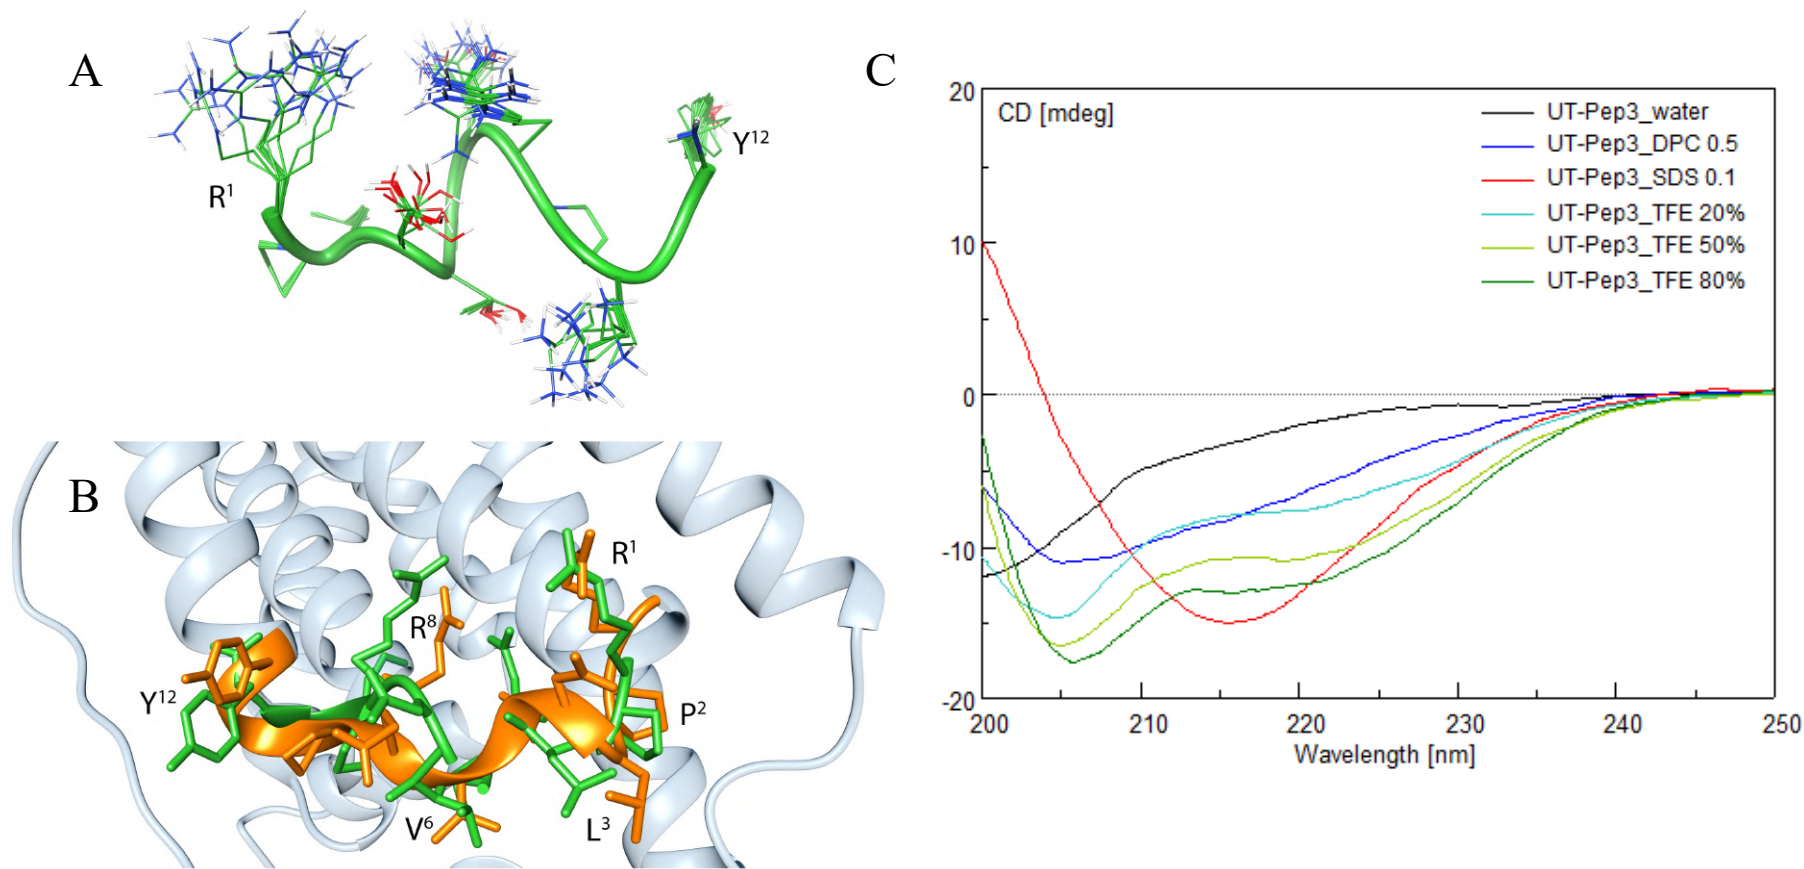 A
R¹
Y¹²
B
R¹
R⁸
Y¹²
P²
V⁶
L³
C
20
CD [mdeg]
UT-Pep3_water
UT-Pep3_DPC 0.5
UT-Pep3_SDS 0.1
UT-Pep3_TFE 20%
UT-Pep3_TFE 50%
UT-Pep3_TFE 80%
10
0
-10
-20
200 210 220 230 240 250
Wavelength [nm]